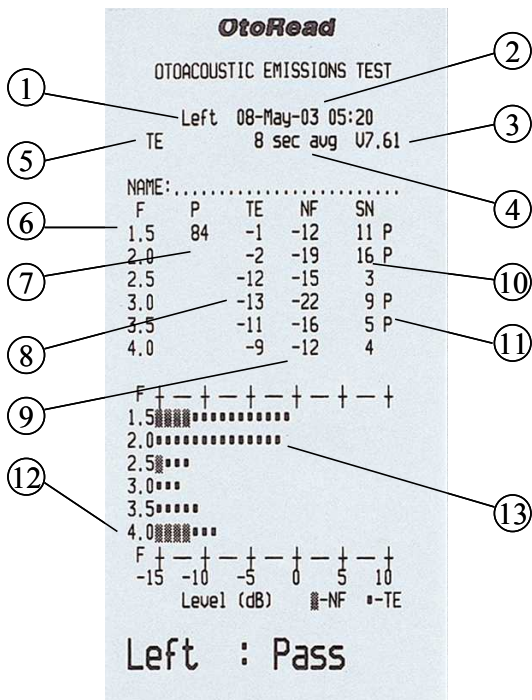 OtoRead
OTOACOUSTIC EMISSIONS TEST
Left 08-May-03 05:20
TE 8 sec avg V7.61
NAME:............................
F P TE NF SN
1.5 84 -1 -12 11 P
2.0 -2 -19 16 P
2.5 -12 -15 3
3.0 -13 -22 9 P
3.5 -11 -16 5 P
4.0 -9 -12 4
F
1.5
2.0
2.5
3.0
3.5
4.0
F
-15 -10 -5 0 5 10
Level (dB) -NF -TE
Left : Pass
1
2
3
4
5
6
7
8
9
10
11
12
13